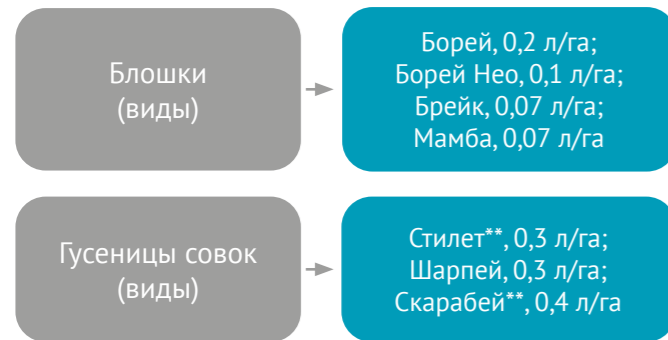 Блошки
(виды)
Борей, 0,2 л/га;
Борей Нео, 0,1 л/га;
Брейк, 0,07 л/га;
Мамба, 0,07 л/га
Гусеницы совок
(виды)
Стилет**, 0,3 л/га;
Шарпей, 0,3 л/га;
Скарабей**, 0,4 л/га